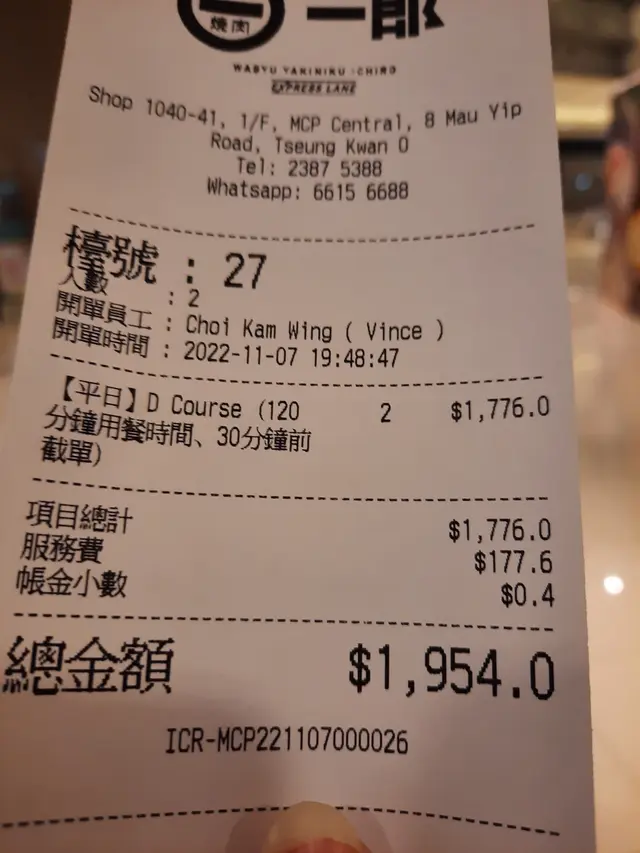 燒肉 一郎
WAGYU YAKINIKU ICHIRO
EXPRESS LANE
Shop 1040-41, 1/F, MCP Central, 8 Mau Yip
Road, Tseung Kwan O
Tel: 2387 5388
Whatsapp: 6615 6688
檯號 : 27
人數 : 2
開單員工 : Choi Kam Wing ( Vince )
開單時間 : 2022-11-07 19:48:47
【平日】D Course (120 2 $1,776.0
分鐘用餐時間、30分鐘前
截單)
項目總計 $1,776.0
服務費 $177.6
帳金小數 $0.4
總金額 $1,954.0
ICR-MCP221107000026